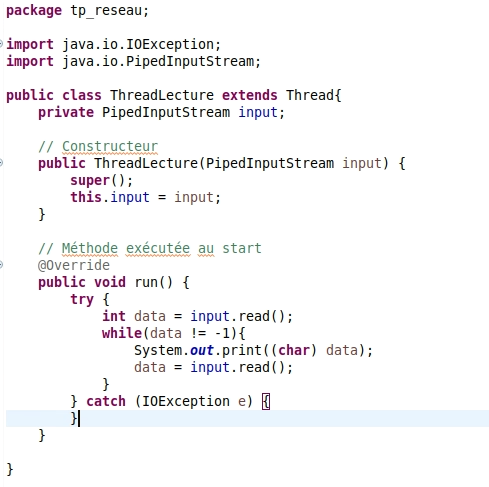 package tp_reseau;
import java.io.IOException;
import java.io.PipedInputStream;
public class ThreadLecture extends Thread{
private PipedInputStream input;
// Constructeur
public ThreadLecture(PipedInputStream input) {
super();
this.input = input;
}
// Méthode exécutée au start
@Override
public void run() {
try {
int data = input.read();
while(data != -1){
System.out.print((char) data);
data = input.read();
}
} catch (IOException e) {
}
}
}